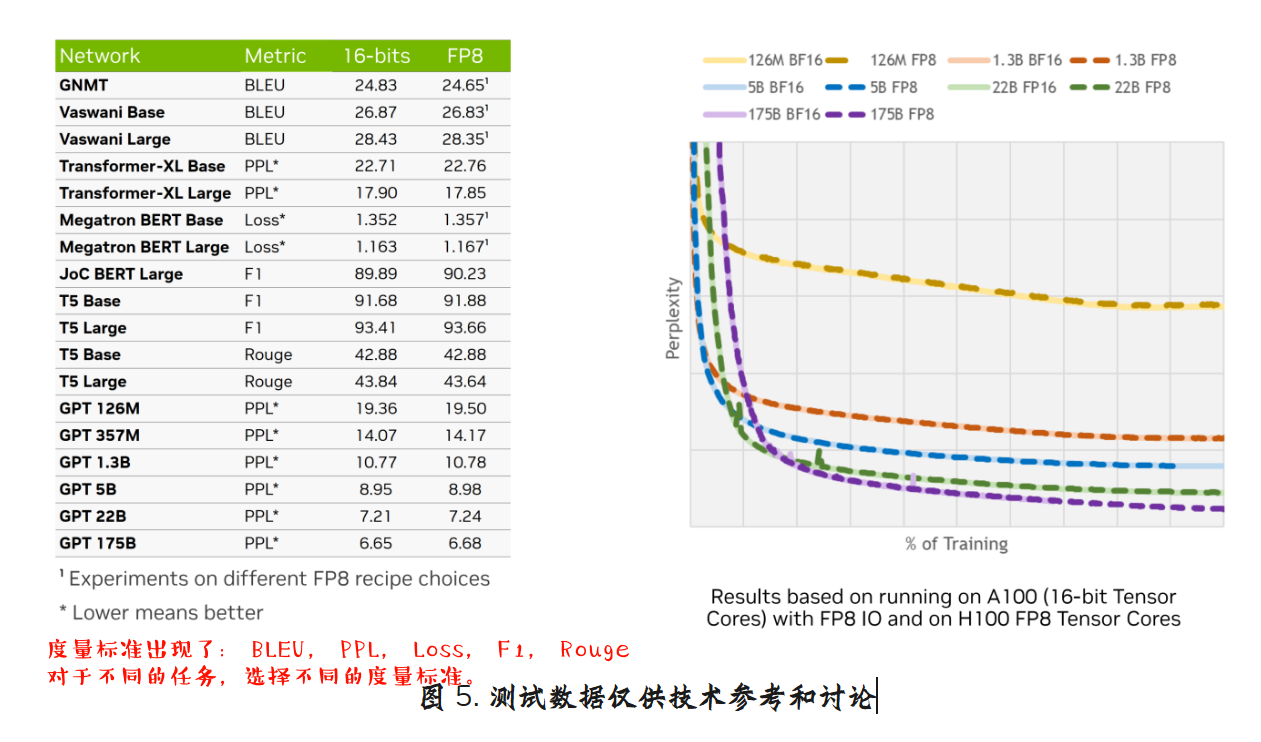 Network Metric 16-bits FP8
GNMT BLEU 24.83 24.65¹
Vaswani Base BLEU 26.87 26.83¹
Vaswani Large BLEU 28.43 28.35¹
Transformer-XL Base PPL* 22.71 22.76
Transformer-XL Large PPL* 17.90 17.85
Megatron BERT Base Loss* 1.352 1.357¹
Megatron BERT Large Loss* 1.163 1.167¹
JoC BERT Large F1 89.89 90.23
T5 Base F1 91.68 91.88
T5 Large F1 93.41 93.66
T5 Base Rouge 42.88 42.88
T5 Large Rouge 43.84 43.64
GPT 126M PPL* 19.36 19.50
GPT 357M PPL* 14.07 14.17
GPT 1.3B PPL* 10.77 10.78
GPT 5B PPL* 8.95 8.98
GPT 22B PPL* 7.21 7.24
GPT 175B PPL* 6.65 6.68
¹ Experiments on different FP8 recipe choices
* Lower means better
126M BF16 126M FP8 1.3B BF16 1.3B FP8
5B BF16 5B FP8 22B FP16 22B FP8
175B BF16 175B FP8
Perplexity
% of Training
Results based on running on A100 (16-bit Tensor
Cores) with FP8 IO and on H100 FP8 Tensor Cores
度量标准出现了: BLEU, PPL, Loss, F1, Rouge
对于不同的任务, 选择不同的度量标准。
图 5. 测试数据仅供技术参考和讨论